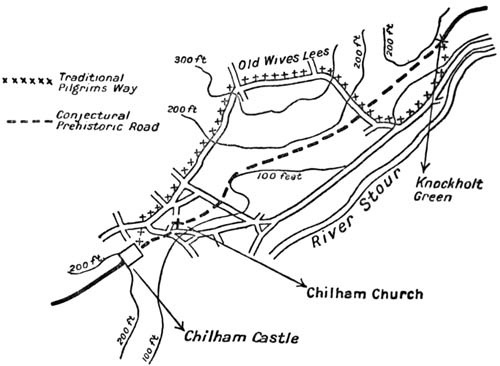 Traditional
Pilgrims Way
Conjectural
Prehistoric Road
300 ft
Old Wives Lees
200 ft
200 ft
200 ft
100 feet
Knockholt
Green
River Stour
Chilham Church
200 ft
200 ft
100 ft
Chilham Castle